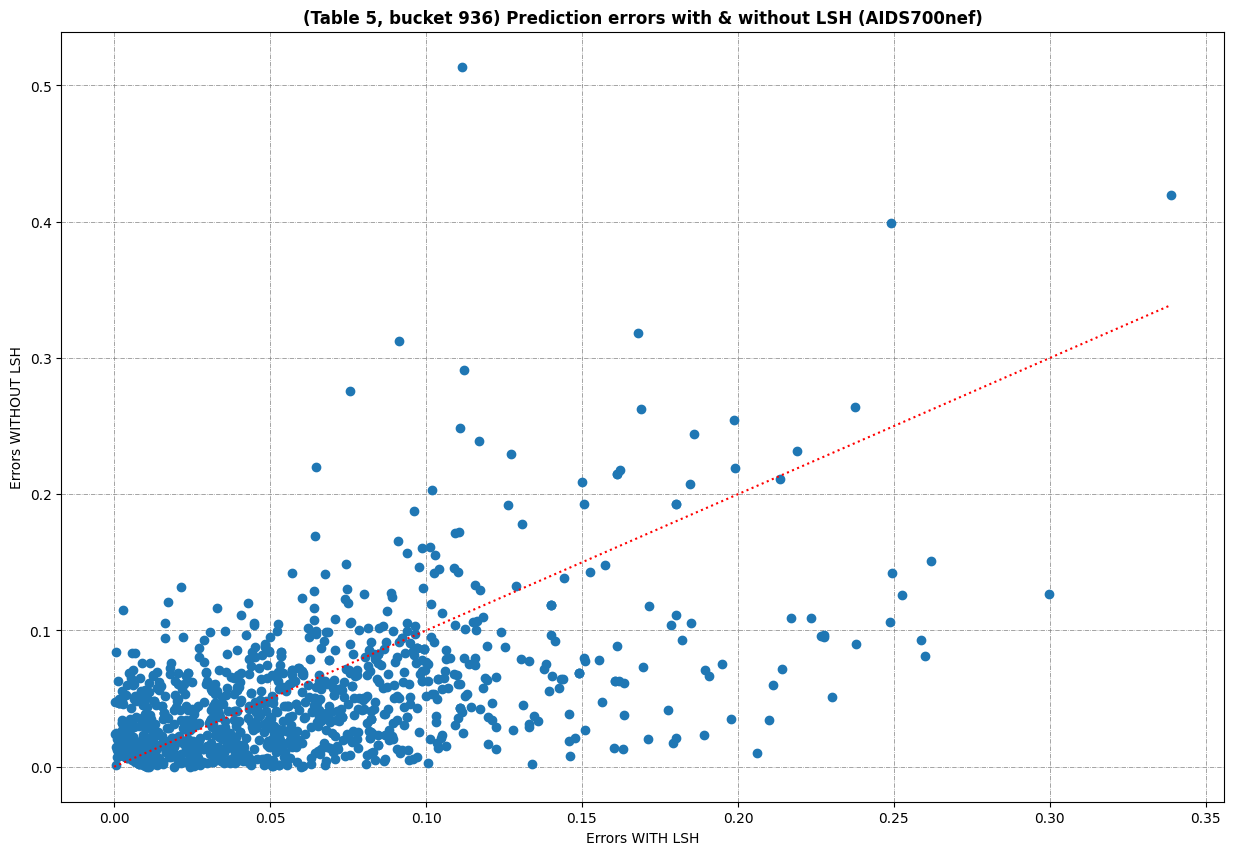 (Table 5, bucket 936) Prediction errors with & without LSH (AIDS700nef)
Errors WITHOUT LSH
0.5
0.4
0.3
0.2
0.1
0.0
0.00 0.05 0.10 0.15 0.20 0.25 0.30 0.35
Errors WITH LSH